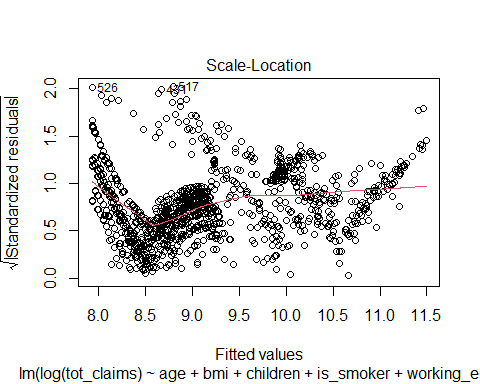 Scale-Location
526
517
2.0
1.5
1.0
0.5
0.0
√|Standardized residuals|
8.0 8.5 9.0 9.5 10.0 10.5 11.0 11.5
Fitted values
lm(log(tot_claims) ~ age + bmi + children + is_smoker + working_e